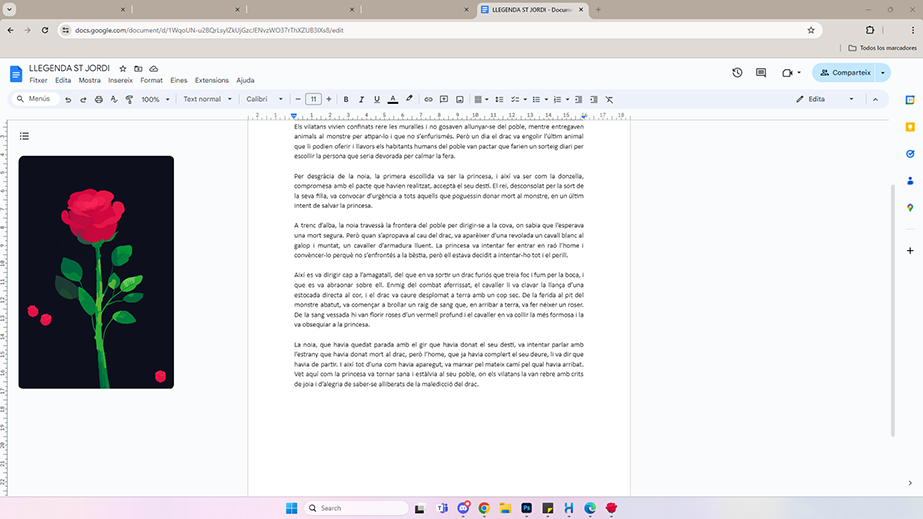 LLEGENDA ST JORDI - Docume
docs.google.com/document/d/
/edit
Todos los marcadores
LLEGENDA ST JORDI
Fitxer Edita Mostra Insereix Format Eines Extensions Ajuda
Comparteix
Menús 100% Text normal Calibri 11 B I U A Edita
2 1 1 2 3 4 5 6 7 8 9 10 11 12 13 14 15 16 17 18
Els vilatans vivien confinats rere les muralles i no gosaven allunyar-se del poble, mentre entregaven
animals al monstre per atipar-lo i que no s'enfurismés. Però un dia el drac va engolir l'últim animal
que li podien oferir i llavors els habitants humans del poble van pactar que farien un sorteig diari per
escollir la persona que seria devorada per calmar la fera.
Per desgràcia de la noia, la primera escollida va ser la princesa, i així va ser com la donzella,
compromesa amb el pacte que havien realitzat, acceptà el seu destí. El rei, desconsolat per la sort de
la seva filla, va convocar d'urgència a tots aquells que poguessin donar mort al monstre, en un últim
intent de salvar la princesa.
A trenc d'alba, la noia travessà la frontera del poble per dirigir-se a la cova, on sabia que l'esperava
una mort segura. Però quan s'apropava al cau del drac, va aparèixer d'una revolada un cavall blanc al
galop i muntat, un cavaller d'armadura lluent. La princesa va intentar fer entrar en raó l'home i
convèncer-lo perquè no s'enfrontés a la bèstia, però ell estava decidit a intentar-ho tot i el perill.
Així es va dirigir cap a l'amagatall, del que en va sortir un drac furiós que treia foc i fum per la boca, i
que es va abraonar sobre ell. Enmig del combat aferrissat, el cavaller li va clavar la llança d'una
estocada directa al cor, i el drac va caure desplomat a terra amb un cop sec. De la ferida al pit del
monstre abatut, va començar a brollar un raig de sang que, en arribar a terra, va fer néixer un roser.
De la sang vessada hi van florir roses d'un vermell profund i el cavaller en va collir la més formosa i la
va obsequiar a la princesa.
La noia, que havia quedat parada amb el gir que havia donat el seu destí, va intentar parlar amb
l'estrany que havia donat mort al drac, però l'home, que ja havia complert el seu deure, li va dir que
havia de partir. I així tot d'una com havia aparegut, va marxar pel mateix camí pel qual havia arribat.
Vet aquí com la princesa va tornar sana i estàlvia al seu poble, on els vilatans la van rebre amb crits
de joia i d'alegria de saber-se alliberats de la maledicció del drac.
Search